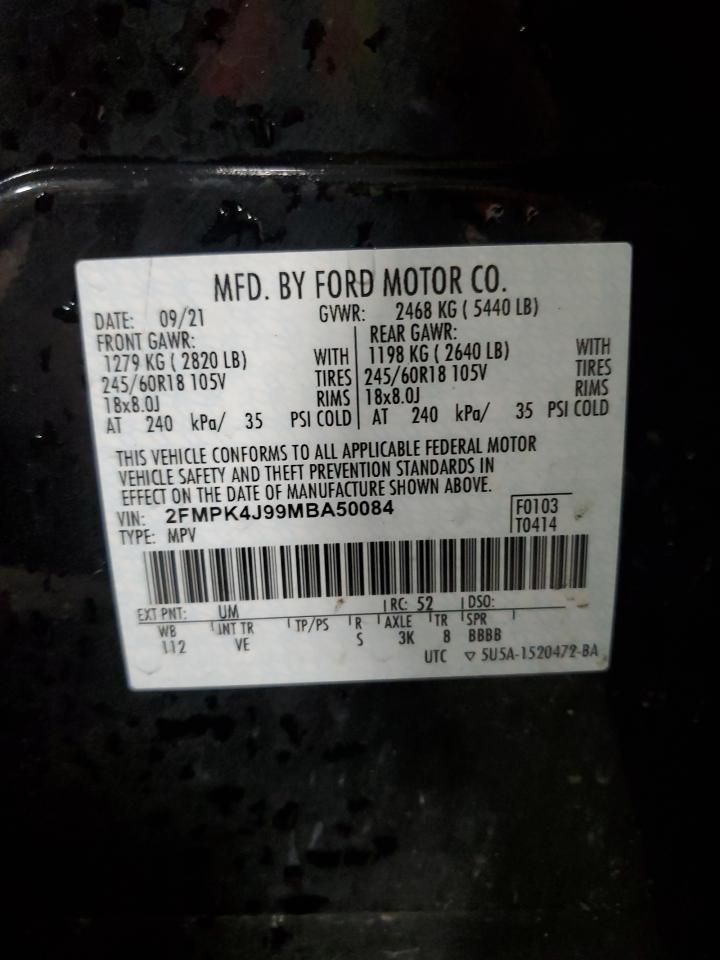 MFD. BY FORD MOTOR CO.
DATE: 09/21 GVWR: 2468 KG ( 5440 LB)
FRONT GAWR: REAR GAWR:
1279 KG ( 2820 LB) WITH 1198 KG ( 2640 LB) WITH
245/60R18 105V TIRES 245/60R18 105V TIRES
18x8.0J RIMS 18x8.0J RIMS
AT 240 kPa/ 35 PSI COLD AT 240 kPa/ 35 PSI COLD
THIS VEHICLE CONFORMS TO ALL APPLICABLE FEDERAL MOTOR
VEHICLE SAFETY AND THEFT PREVENTION STANDARDS IN
EFFECT ON THE DATE OF MANUFACTURE SHOWN ABOVE.
VIN: 2FMPK4J99MBA50084 F0103
TYPE: MPV T0414
EXT PNT: UM RC: 52 DSO:
WB INT TR TP/PS R AXLE TR SPR
112 VE S 3K 8 BBBB
UTC ▽ 5U5A-1520472-BA